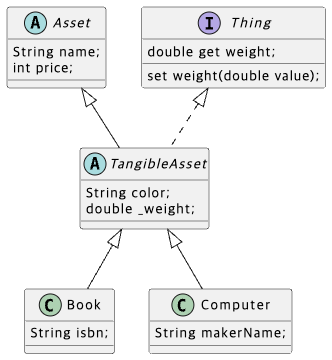 A Asset
String name;
int price;
I Thing
double get weight;
set weight(double value);
A TangibleAsset
String color;
double _weight;
C Book
String isbn;
C Computer
String makerName;